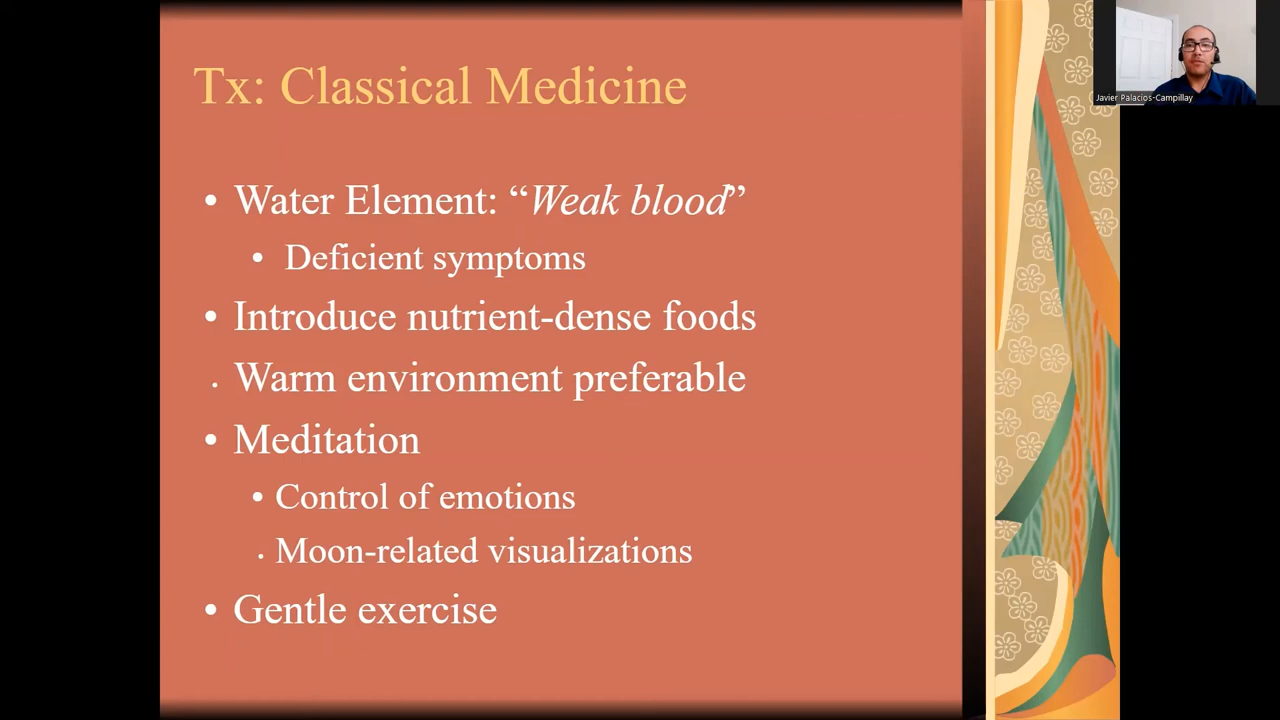 Tx: Classical Medicine
• Water Element: “Weak blood”
• Deficient symptoms
• Introduce nutrient-dense foods
• Warm environment preferable
• Meditation
• Control of emotions
• Moon-related visualizations
• Gentle exercise
Javier Palacios-Campillay